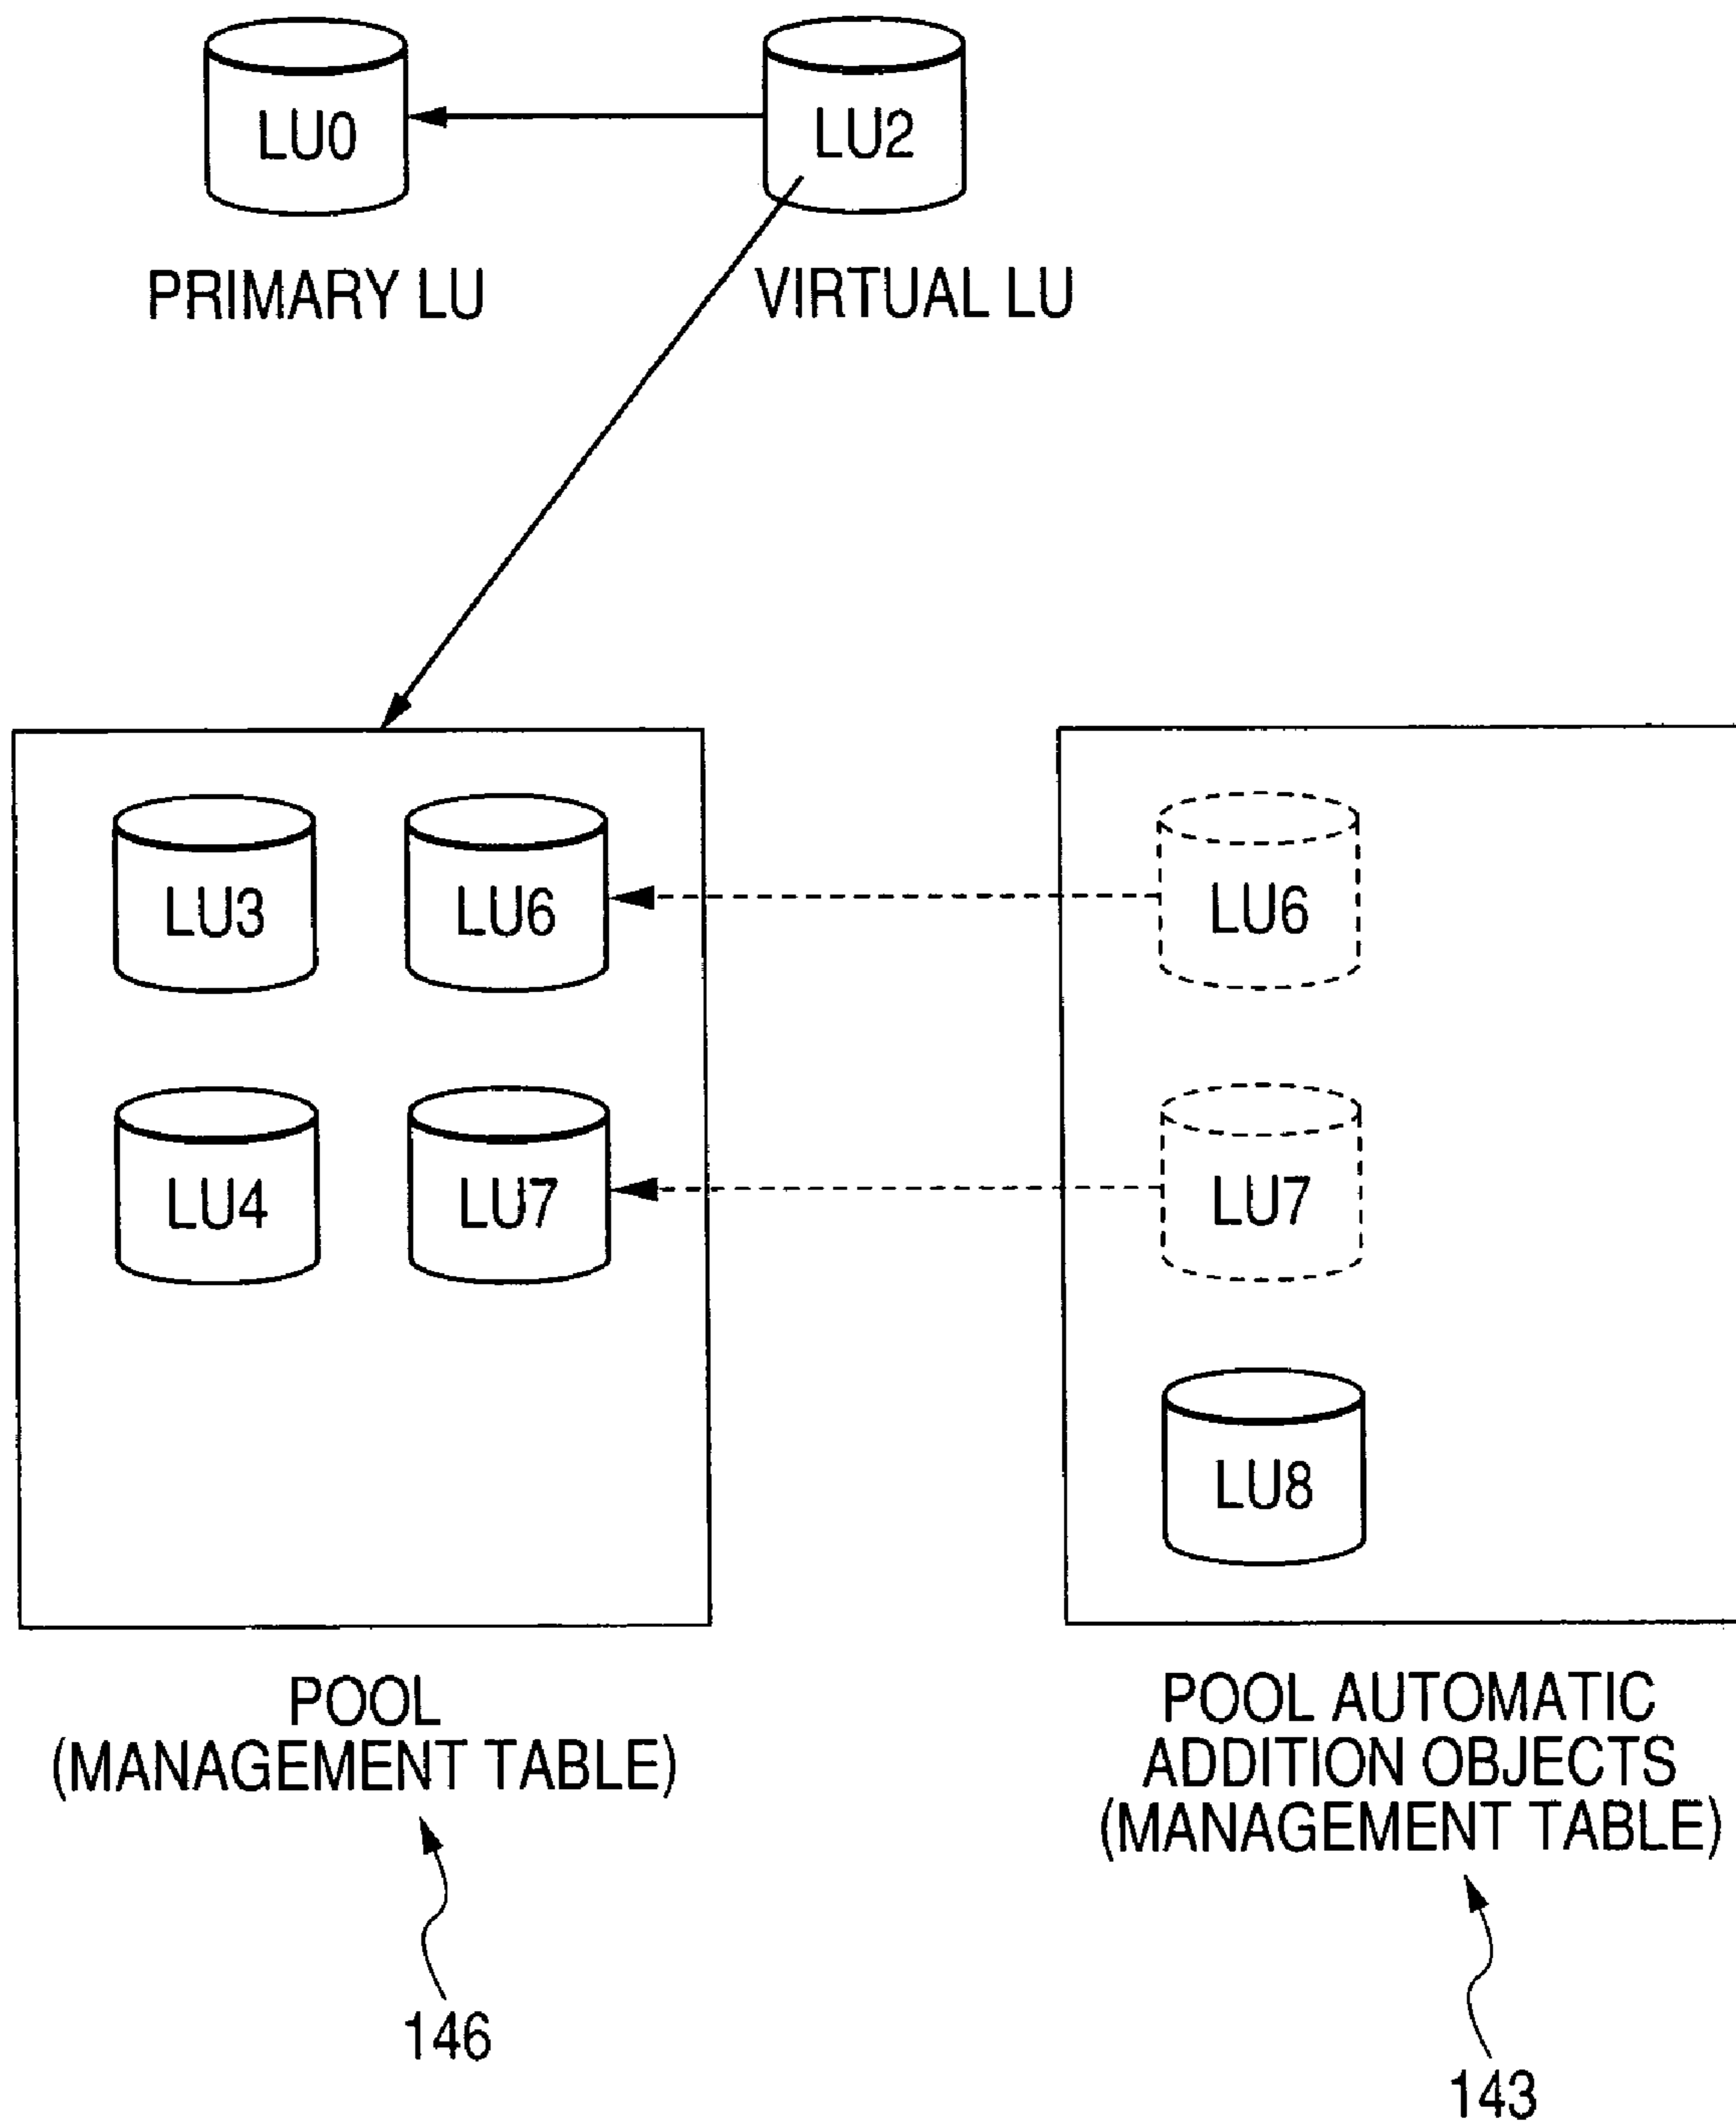 LU0
LU2
PRIMARY LU
VIRTUAL LU
LU3
LU6
LU6
LU4
LU7
LU7
LU8
POOL
(MANAGEMENT TABLE)
POOL AUTOMATIC
ADDITION OBJECTS
(MANAGEMENT TABLE)
146
143